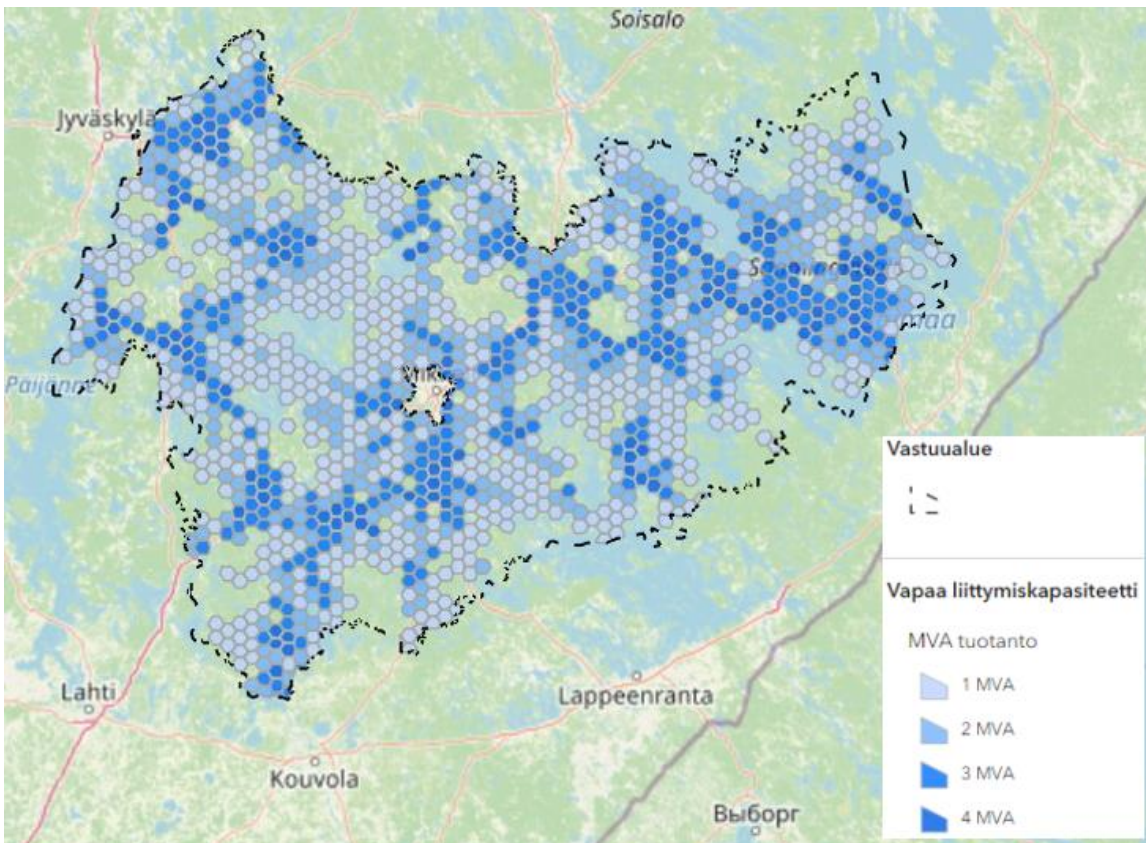 Soisalo
Jyväskylä
Päijänne
Vastuualue
Vapaa liittymiskapasiteetti
MVA tuotanto
1 MVA
2 MVA
3 MVA
4 MVA
Lahti
Lappeenranta
Kouvola
Выборг